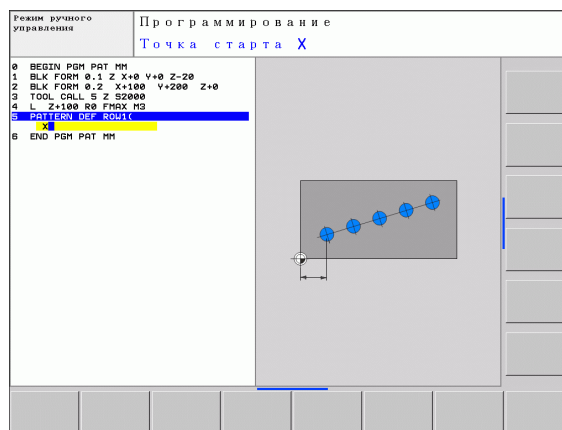 Режим ручного
управления
Программирование
Точка старта X
0 BEGIN PGM PAT MM
1 BLK FORM 0.1 Z X+0 Y+0 Z-20
2 BLK FORM 0.2 X+100 Y+200 Z+0
3 TOOL CALL 5 Z S2000
4 L Z+100 R0 FMAX M3
5 PATTERN DEF ROW1(
X
6 END PGM PAT MM